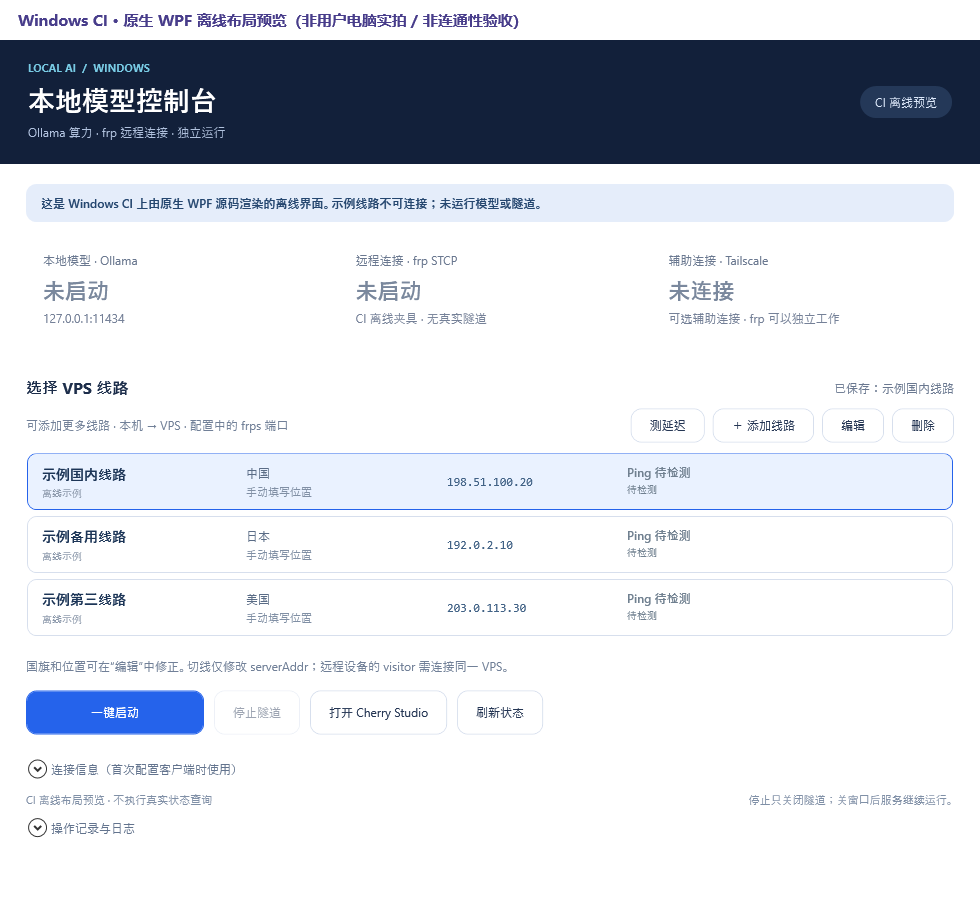 Windows CI • 原生 WPF 离线布局预览（非用户电脑实拍 / 非连通性验收）
LOCAL AI / WINDOWS
本地模型控制台
CI 离线预览
Ollama 算力 · frp 远程连接 · 独立运行
这是 Windows CI 上由原生 WPF 源码渲染的离线界面。示例线路不可连接；未运行模型或隧道。
本地模型 · Ollama
未启动
127.0.0.1:11434
远程连接 · frp STCP
未启动
CI 离线夹具 · 无真实隧道
辅助连接 · Tailscale
未连接
可选辅助连接 · frp 可以独立工作
选择 VPS 线路
已保存：示例国内线路
可添加更多线路 · 本机 → VPS · 配置中的 frps 端口
测延迟
＋ 添加线路
编辑
删除
示例国内线路
离线示例
中国
手动填写位置
198.51.100.20
Ping 待检测
待检测
示例备用线路
离线示例
日本
手动填写位置
192.0.2.10
Ping 待检测
待检测
示例第三线路
离线示例
美国
手动填写位置
203.0.113.30
Ping 待检测
待检测
国旗和位置可在“编辑”中修正。切线仅修改 serverAddr；远程设备的 visitor 需连接同一 VPS。
一键启动
停止隧道
打开 Cherry Studio
刷新状态
连接信息（首次配置客户端时使用）
CI 离线布局预览 · 不执行真实状态查询
停止只关闭隧道；关窗口后服务继续运行。
操作记录与日志